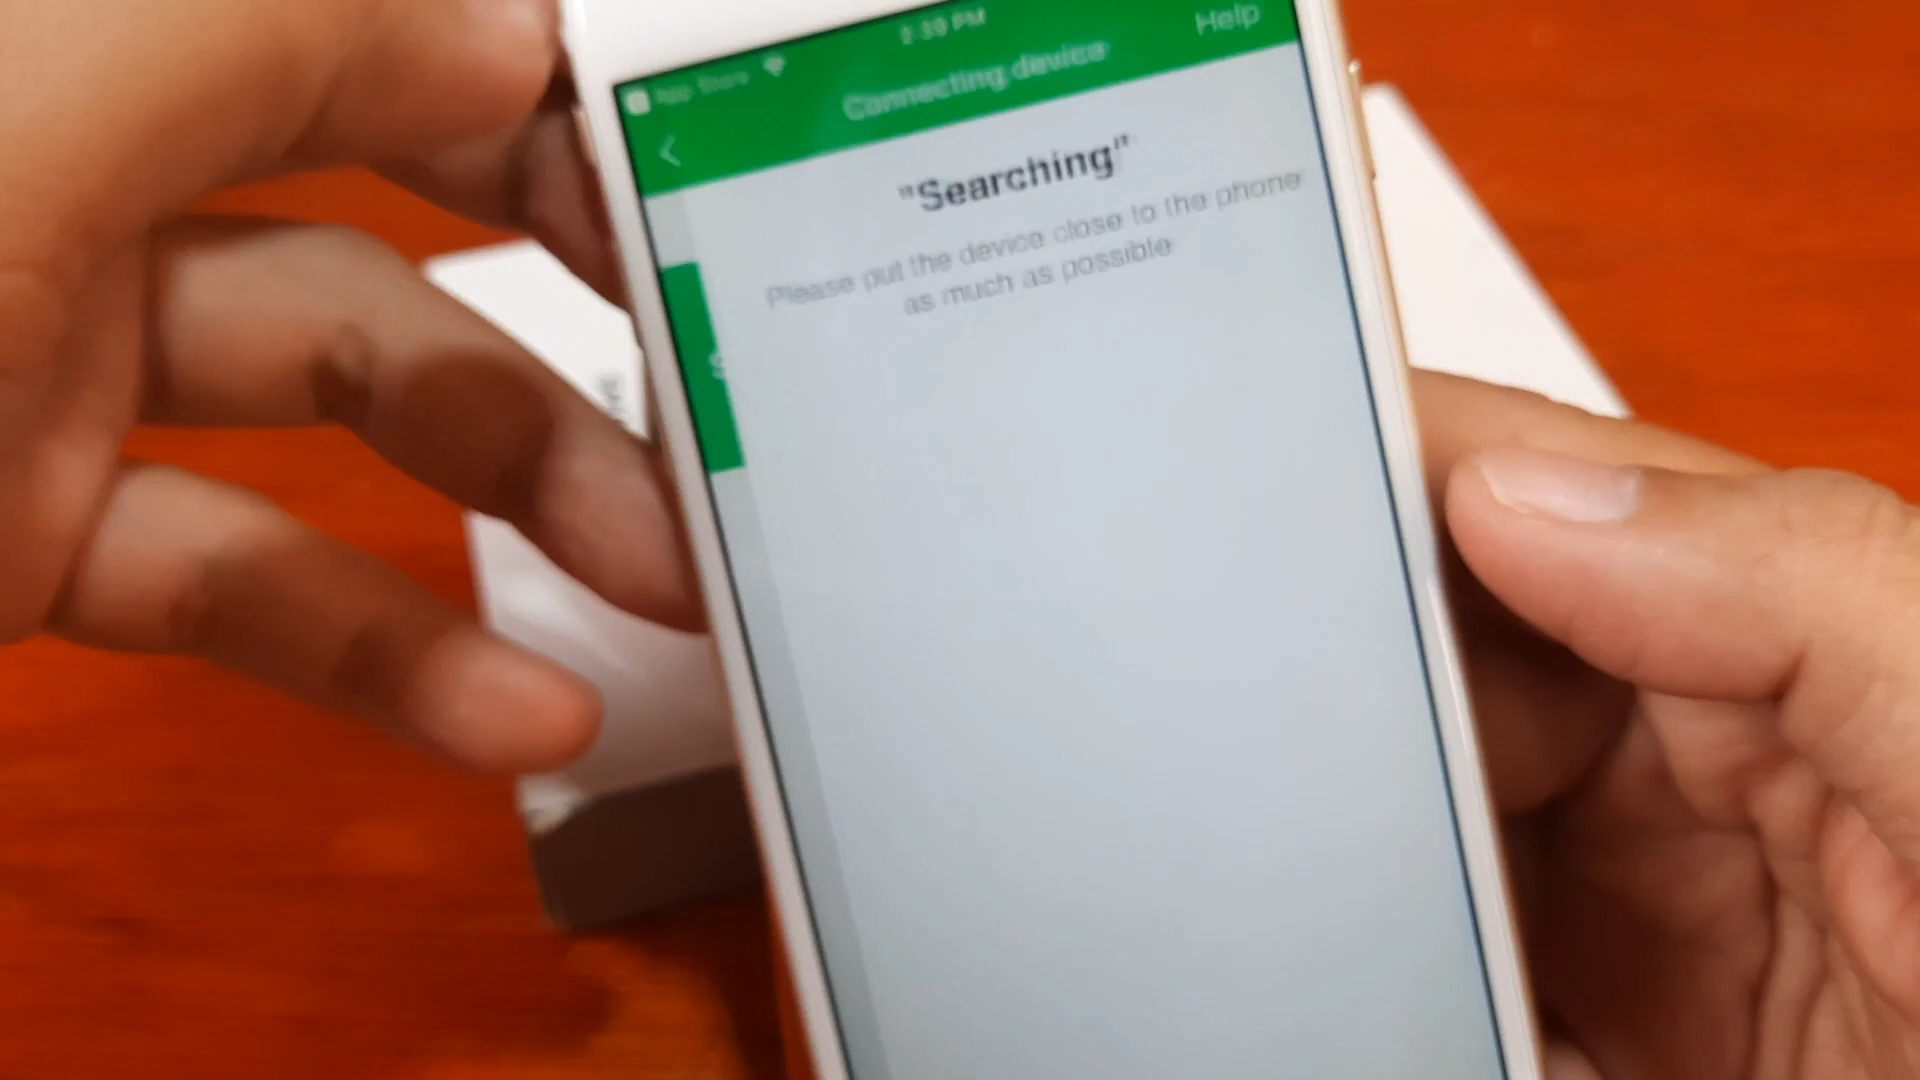 App Store
2:39 PM
Connecting device
Help
"Searching"
Please put the device close to the phone
as much as possible